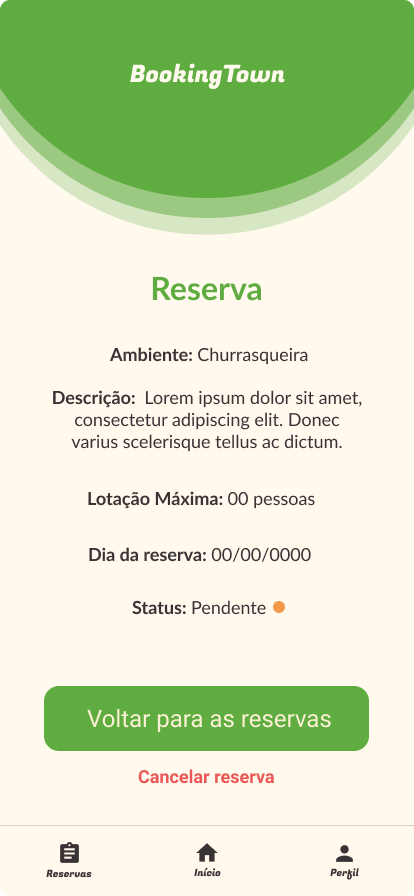 BookingTown
Reserva
Ambiente: Churrasqueira
Descrição: Lorem ipsum dolor sit amet,
consectetur adipiscing elit. Donec
varius scelerisque tellus ac dictum.
Lotação Máxima: 00 pessoas
Dia da reserva: 00/00/0000
Status: Pendente
Voltar para as reservas
Cancelar reserva
Reservas
Início
Perfil